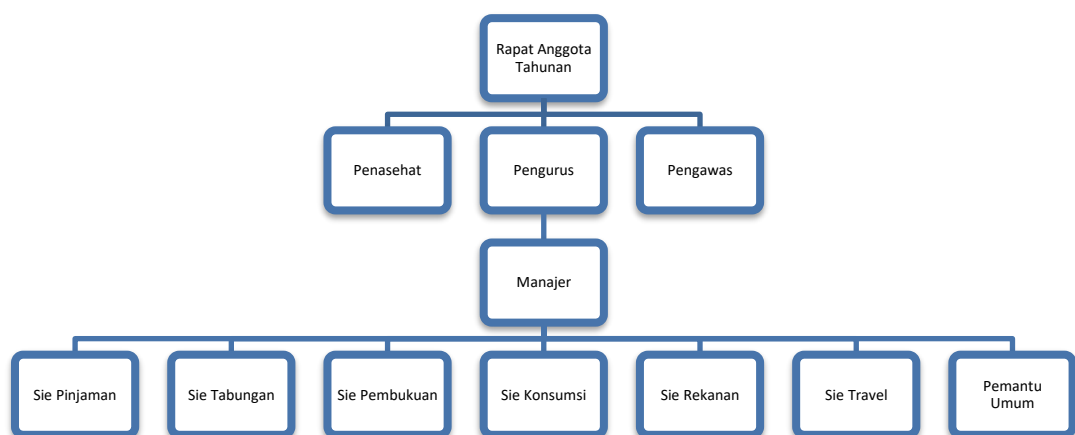 Rapat Anggota
Tahunan
Penasehat
Pengurus
Pengawas
Manajer
Sie Pinjaman
Sie Tabungan
Sie Pembukuan
Sie Konsumsi
Sie Rekanan
Sie Travel
Pemantu
Umum